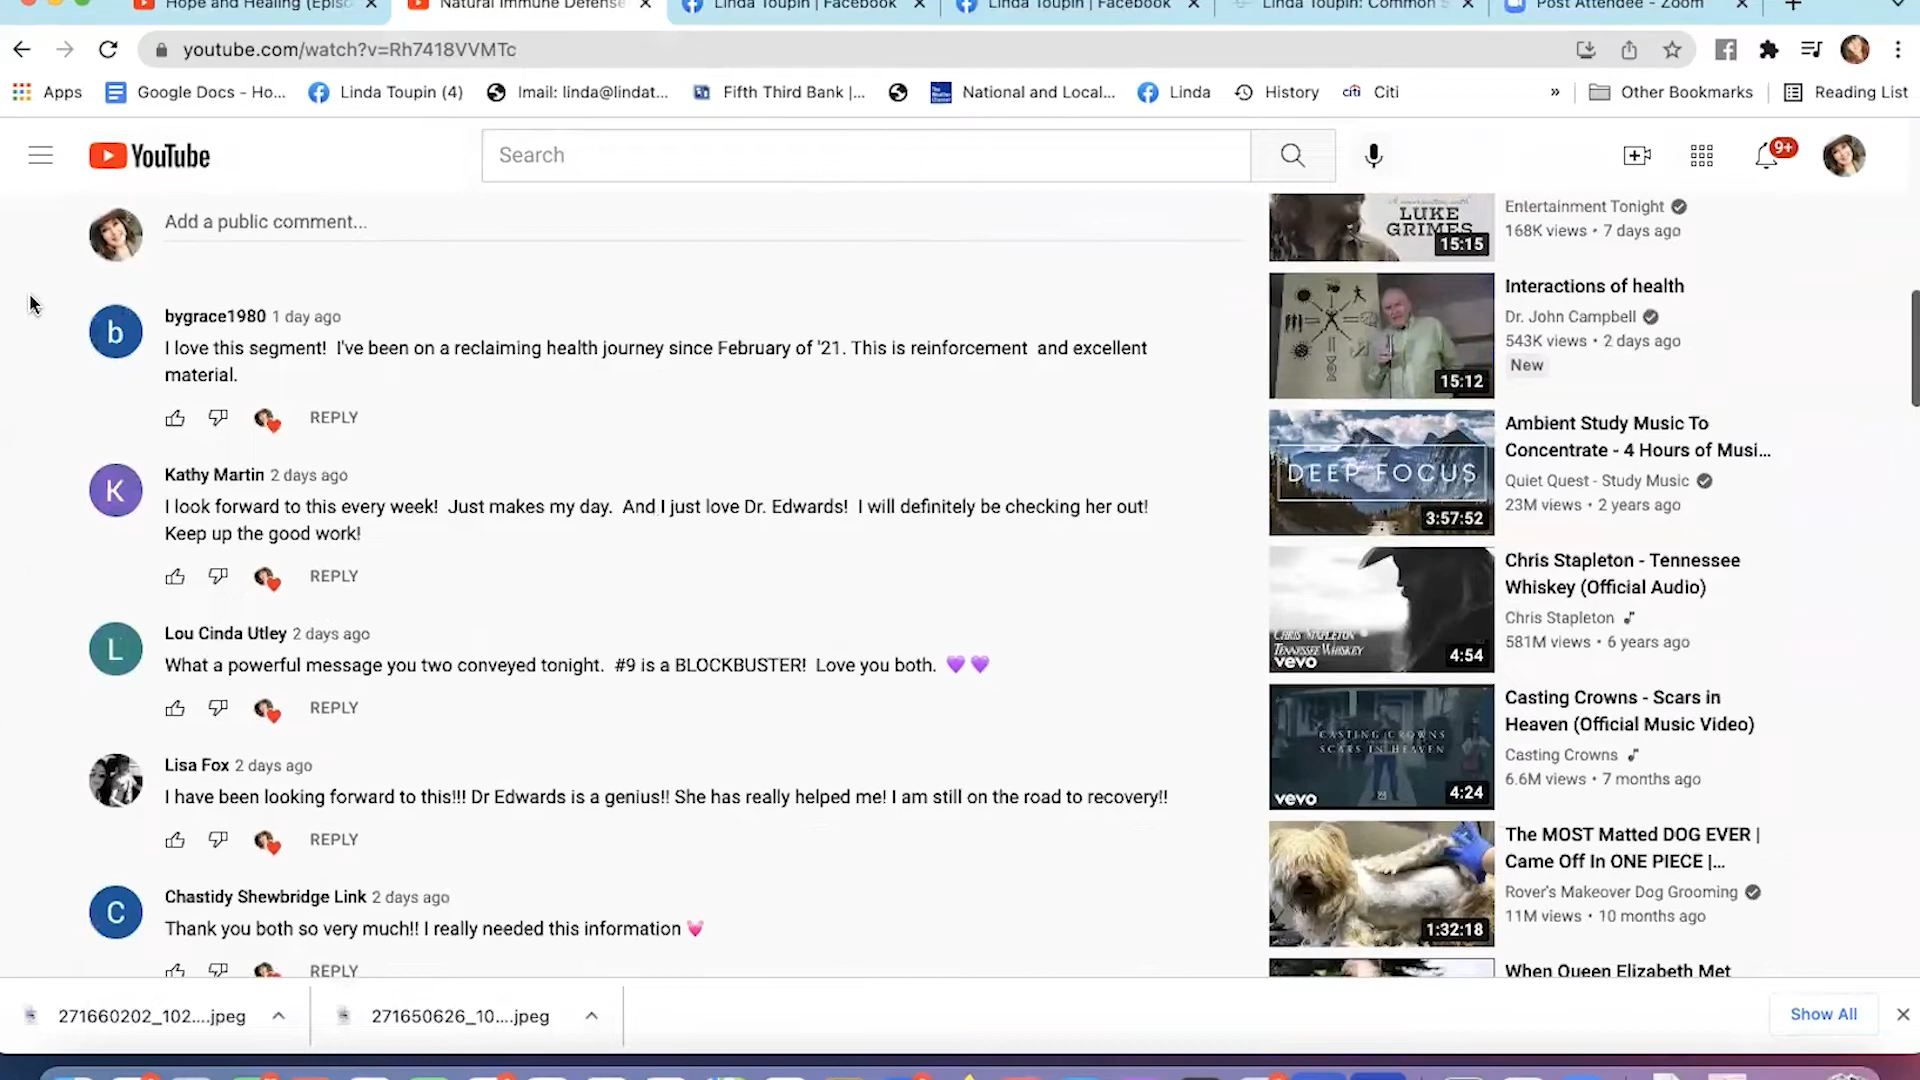 Hope and Healing (Episo
Natural Immune Defense
Linda Toupin | Facebook
Linda Toupin | Facebook
Linda Toupin: Common S
Post Attendee - Zoom
youtube.com/watch?v=Rh7418VVMTc
Apps
Google Docs - Ho...
Linda Toupin (4)
Imail: linda@lindat...
Fifth Third Bank |...
National and Local...
Linda
History
citi
Citi
»
Other Bookmarks
Reading List
YouTube
Search
9+
Add a public comment...
b
bygrace1980 1 day ago
I love this segment! I've been on a reclaiming health journey since February of '21. This is reinforcement and excellent
material.
REPLY
K
Kathy Martin 2 days ago
I look forward to this every week! Just makes my day. And I just love Dr. Edwards! I will definitely be checking her out!
Keep up the good work!
REPLY
L
Lou Cinda Utley 2 days ago
What a powerful message you two conveyed tonight. #9 is a BLOCKBUSTER! Love you both. 💜💜
REPLY
Lisa Fox 2 days ago
I have been looking forward to this!!! Dr Edwards is a genius!! She has really helped me! I am still on the road to recovery!!
REPLY
C
Chastidy Shewbridge Link 2 days ago
Thank you both so very much!! I really needed this information 💓
REPLY
LUKE
GRIMES
15:15
Entertainment Tonight
168K views • 7 days ago
15:12
Interactions of health
Dr. John Campbell
543K views • 2 days ago
New
DEEP FOCUS
3:57:52
Ambient Study Music To
Concentrate - 4 Hours of Musi...
Quiet Quest - Study Music
23M views • 2 years ago
CHRIS STAPLETON
TENNESSEE WHISKEY
vevo
4:54
Chris Stapleton - Tennessee
Whiskey (Official Audio)
Chris Stapleton
581M views • 6 years ago
CASTING CROWNS
SCARS IN HEAVEN
vevo
4:24
Casting Crowns - Scars in
Heaven (Official Music Video)
Casting Crowns
6.6M views • 7 months ago
1:32:18
The MOST Matted DOG EVER |
Came Off In ONE PIECE |...
Rover's Makeover Dog Grooming
11M views • 10 months ago
When Queen Elizabeth Met
271660202_102....jpeg
271650626_10....jpeg
Show All